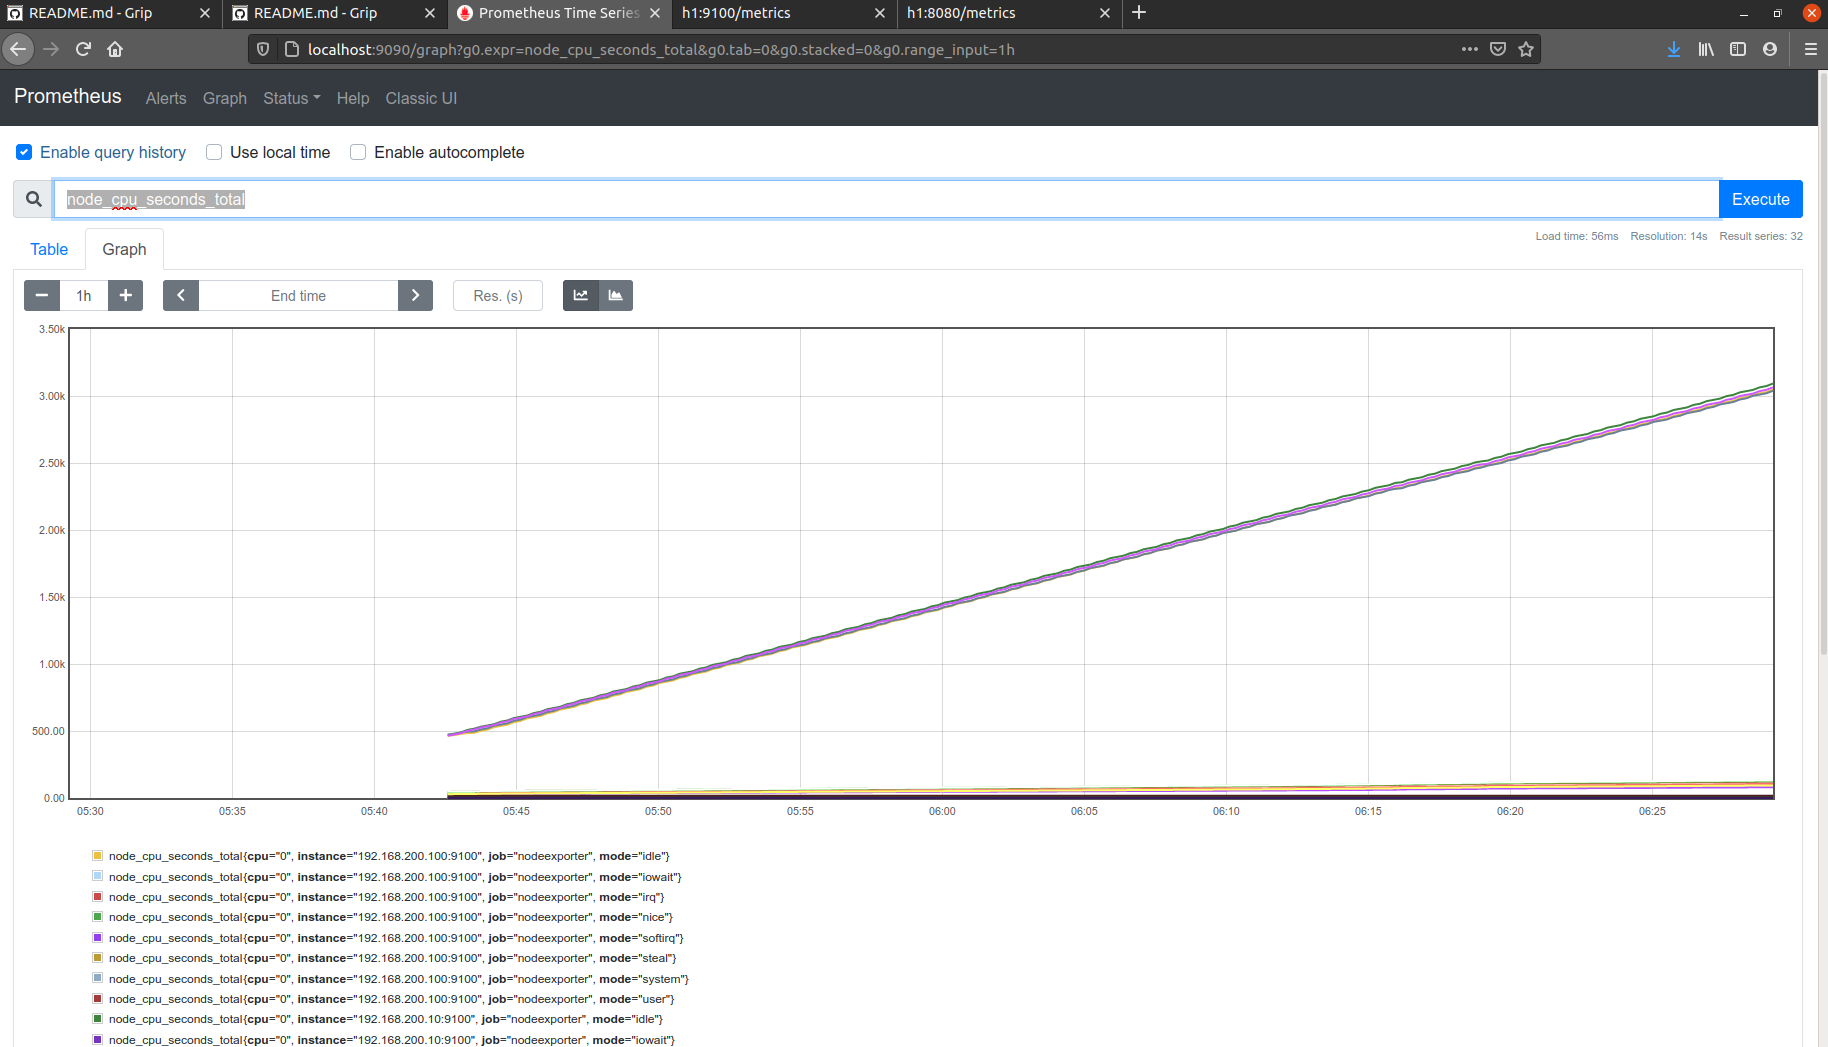 README.md - Grip
README.md - Grip
Prometheus Time Series
h1:9100/metrics
h1:8080/metrics
localhost:9090/graph?g0.expr=node_cpu_seconds_total&g0.tab=0&g0.stacked=0&g0.range_input=1h
Prometheus Alerts Graph Status Help Classic UI
Enable query history Use local time Enable autocomplete
node_cpu_seconds_total Execute
Table Graph
Load time: 56ms Resolution: 14s Result series: 32
1h End time Res. (s)
3.50k
3.00k
2.50k
2.00k
1.50k
1.00k
500.00
0.00
05:30 05:35 05:40 05:45 05:50 05:55 06:00 06:05 06:10 06:15 06:20 06:25
node_cpu_seconds_total{cpu="0", instance="192.168.200.100:9100", job="nodeexporter", mode="idle"}
node_cpu_seconds_total{cpu="0", instance="192.168.200.100:9100", job="nodeexporter", mode="iowait"}
node_cpu_seconds_total{cpu="0", instance="192.168.200.100:9100", job="nodeexporter", mode="irq"}
node_cpu_seconds_total{cpu="0", instance="192.168.200.100:9100", job="nodeexporter", mode="nice"}
node_cpu_seconds_total{cpu="0", instance="192.168.200.100:9100", job="nodeexporter", mode="softirq"}
node_cpu_seconds_total{cpu="0", instance="192.168.200.100:9100", job="nodeexporter", mode="steal"}
node_cpu_seconds_total{cpu="0", instance="192.168.200.100:9100", job="nodeexporter", mode="system"}
node_cpu_seconds_total{cpu="0", instance="192.168.200.100:9100", job="nodeexporter", mode="user"}
node_cpu_seconds_total{cpu="0", instance="192.168.200.10:9100", job="nodeexporter", mode="idle"}
node_cpu_seconds_total{cpu="0", instance="192.168.200.10:9100", job="nodeexporter", mode="iowait"}